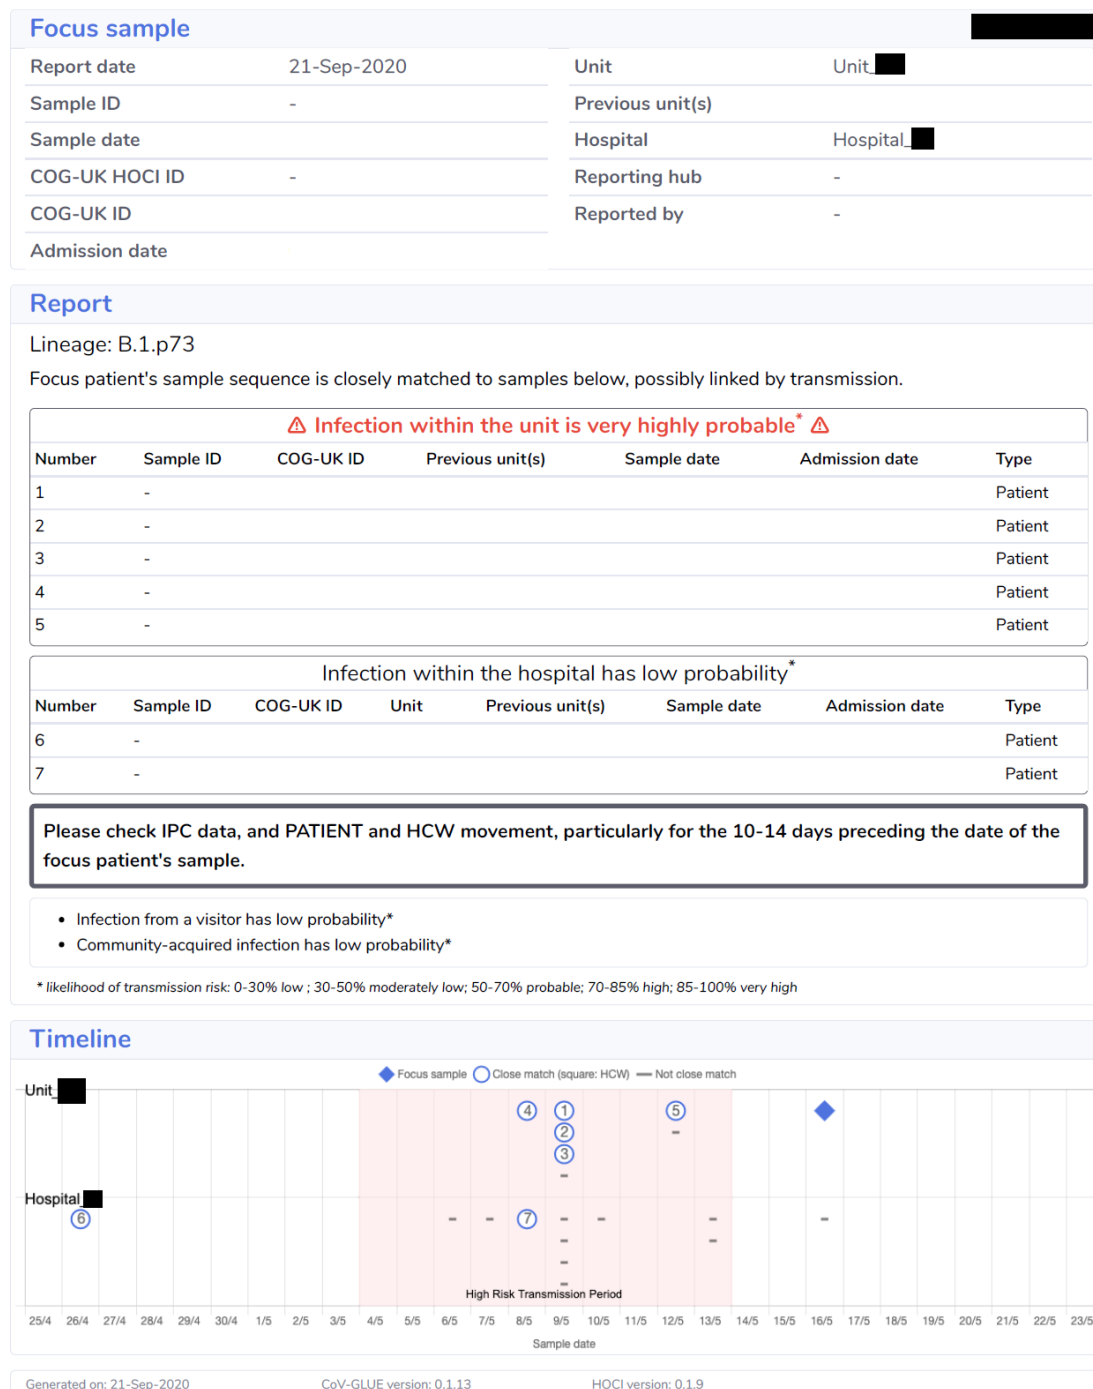 Focus sample
Report date 21-Sep-2020 Unit Unit_
Sample ID - Previous unit(s)
Sample date Hospital Hospital_
COG-UK HOCI ID - Reporting hub -
COG-UK ID Reported by -
Admission date
Report
Lineage: B.1.p73
Focus patient's sample sequence is closely matched to samples below, possibly linked by transmission.
⚠ Infection within the unit is very highly probable* ⚠
Number Sample ID COG-UK ID Previous unit(s) Sample date Admission date Type
1 - Patient
2 - Patient
3 - Patient
4 - Patient
5 - Patient
Infection within the hospital has low probability*
Number Sample ID COG-UK ID Unit Previous unit(s) Sample date Admission date Type
6 - Patient
7 - Patient
Please check IPC data, and PATIENT and HCW movement, particularly for the 10-14 days preceding the date of the
focus patient's sample.
• Infection from a visitor has low probability*
• Community-acquired infection has low probability*
* likelihood of transmission risk: 0-30% low ; 30-50% moderately low; 50-70% probable; 70-85% high; 85-100% very high
Timeline
Focus sample Close match (square: HCW) Not close match
Unit_
4 1 5
2
3
Hospital_
6 7
High Risk Transmission Period
25/4 26/4 27/4 28/4 29/4 30/4 1/5 2/5 3/5 4/5 5/5 6/5 7/5 8/5 9/5 10/5 11/5 12/5 13/5 14/5 15/5 16/5 17/5 18/5 19/5 20/5 21/5 22/5 23/5
Sample date
Generated on: 21-Sep-2020 CoV-GLUE version: 0.1.13 HOCI version: 0.1.9